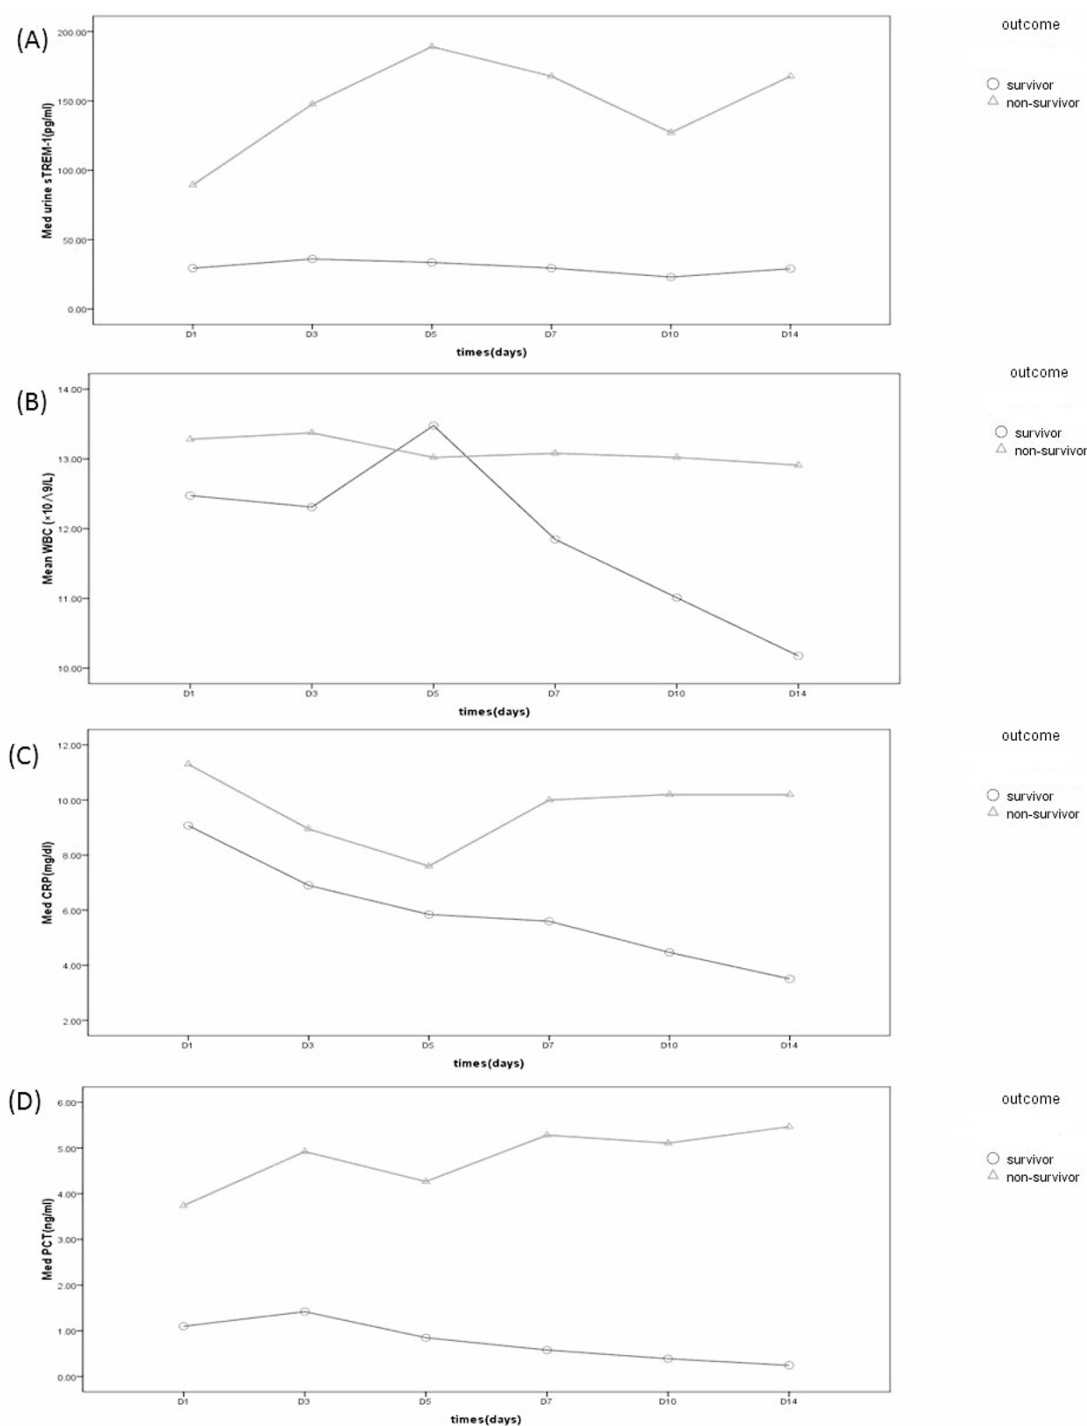 (A)
outcome
survivor
non-survivor
Med urine sTREM-1(pg/ml)
200.00
150.00
100.00
50.00
0.00
D1 D3 D5 D7 D10 D14
times(days)
(B)
outcome
survivor
non-survivor
Mean WBC (×10∧9/L)
14.00
13.00
12.00
11.00
10.00
D1 D3 D5 D7 D10 D14
times(days)
(C)
outcome
survivor
non-survivor
Med CRP(mg/dl)
12.00
10.00
8.00
6.00
4.00
2.00
D1 D3 D5 D7 D10 D14
times(days)
(D)
outcome
survivor
non-survivor
Med PCT(ng/ml)
6.00
5.00
4.00
3.00
2.00
1.00
0.00
D1 D3 D5 D7 D10 D14
times(days)